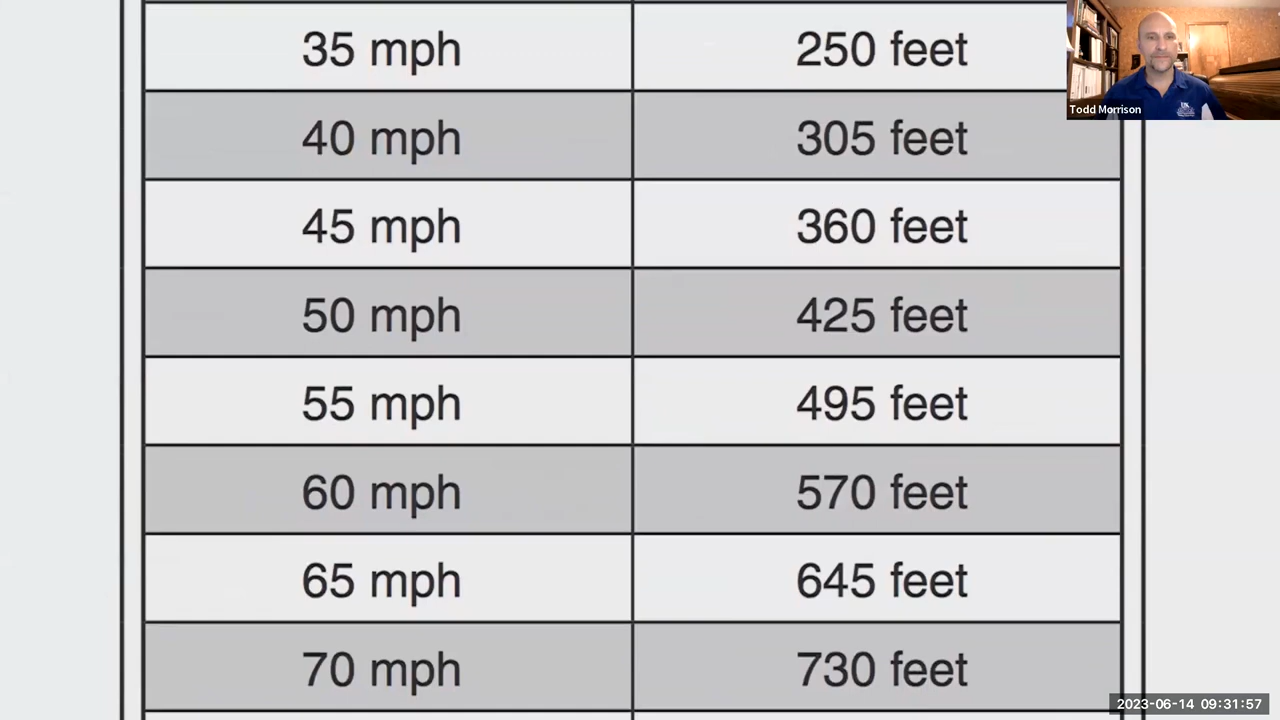 35 mph 250 feet
40 mph 305 feet
45 mph 360 feet
50 mph 425 feet
55 mph 495 feet
60 mph 570 feet
65 mph 645 feet
70 mph 730 feet
Todd Morrison
UK
2023-06-14 09:31:57